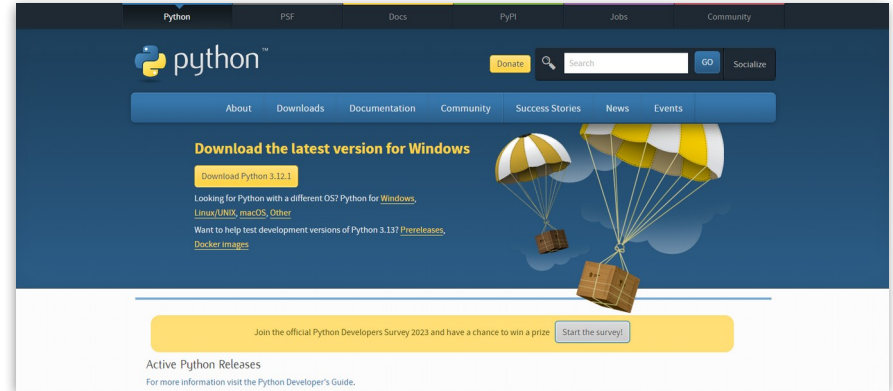 Python PSF Docs PyPI Jobs Community
python™
Donate Search GO Socialize
About Downloads Documentation Community Success Stories News Events
Download the latest version for Windows
Download Python 3.12.1
Looking for Python with a different OS? Python for Windows,
Linux/UNIX, macOS, Other
Want to help test development versions of Python 3.13? Prereleases,
Docker images
Join the official Python Developers Survey 2023 and have a chance to win a prize Start the survey!
Active Python Releases
For more information visit the Python Developer's Guide.